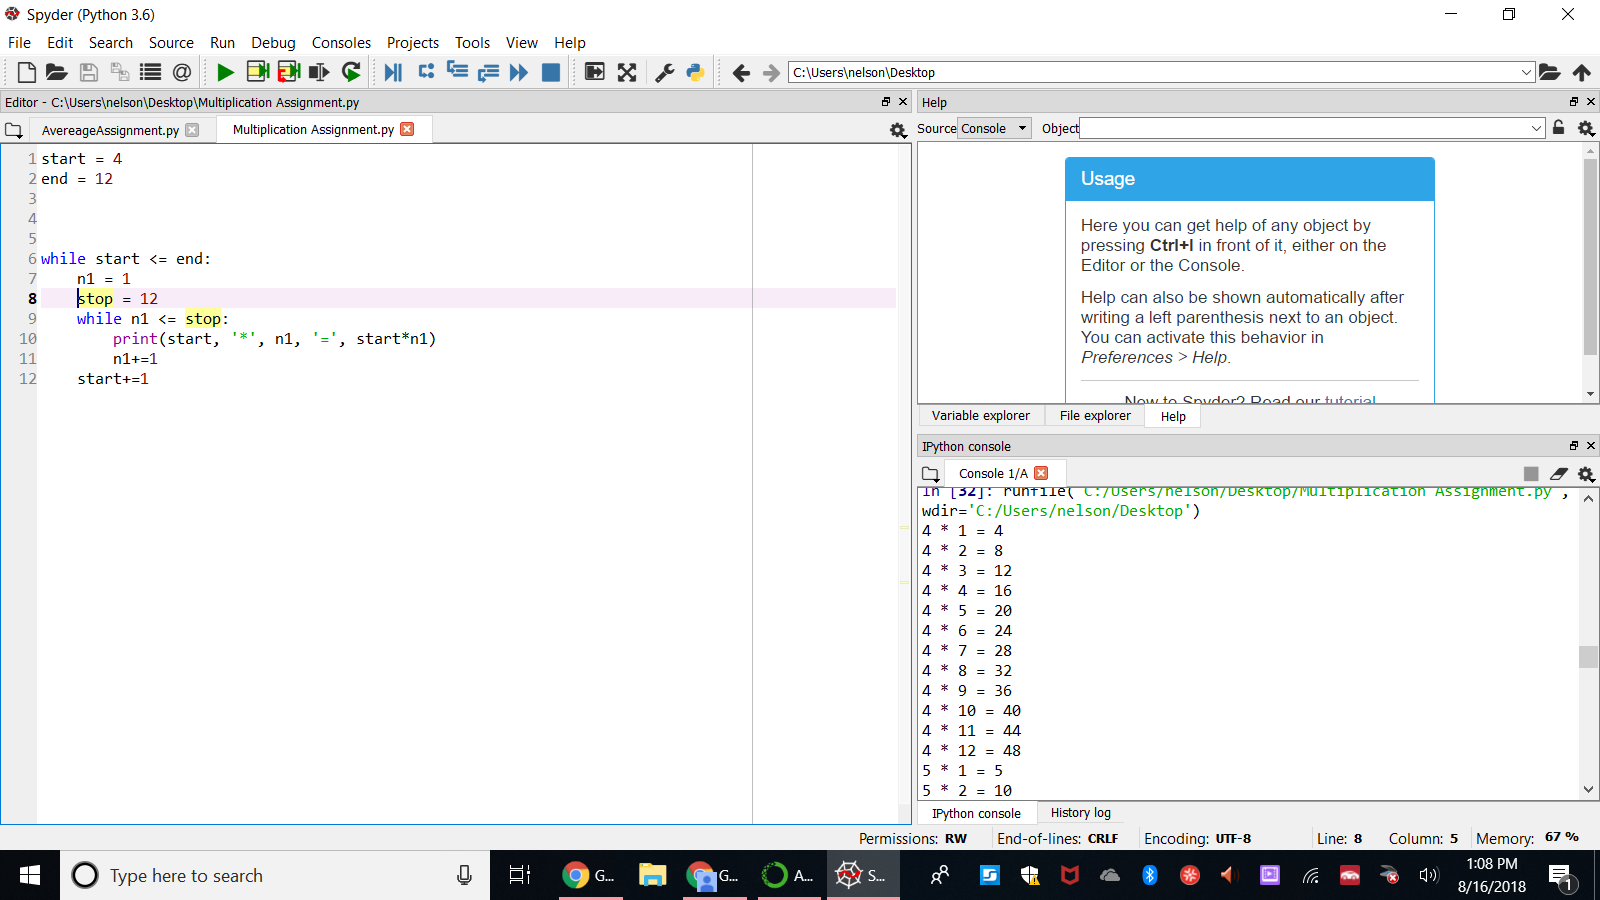 Spyder (Python 3.6)
File Edit Search Source Run Debug Consoles Projects Tools View Help
C:\Users\nelson\Desktop
Editor - C:\Users\nelson\Desktop\Multiplication Assignment.py
AvereageAssignment.py Multiplication Assignment.py
1 start = 4
2 end = 12
3
4
5
6 while start <= end:
7 n1 = 1
8 stop = 12
9 while n1 <= stop:
10 print(start, '*', n1, '=', start*n1)
11 n1+=1
12 start+=1
Help
Source Console Object
Usage
Here you can get help of any object by
pressing Ctrl+I in front of it, either on the
Editor or the Console.
Help can also be shown automatically after
writing a left parenthesis next to an object.
You can activate this behavior in
Preferences > Help.
New to Spyder? Read our tutorial
Variable explorer File explorer Help
IPython console
Console 1/A
In [32]: runfile('C:/Users/nelson/Desktop/Multiplication Assignment.py',
wdir='C:/Users/nelson/Desktop')
4 * 1 = 4
4 * 2 = 8
4 * 3 = 12
4 * 4 = 16
4 * 5 = 20
4 * 6 = 24
4 * 7 = 28
4 * 8 = 32
4 * 9 = 36
4 * 10 = 40
4 * 11 = 44
4 * 12 = 48
5 * 1 = 5
5 * 2 = 10
IPython console History log
Permissions: RW End-of-lines: CRLF Encoding: UTF-8 Line: 8 Column: 5 Memory: 67 %
Type here to search G... G... A... S... 1:08 PM
8/16/2018 1